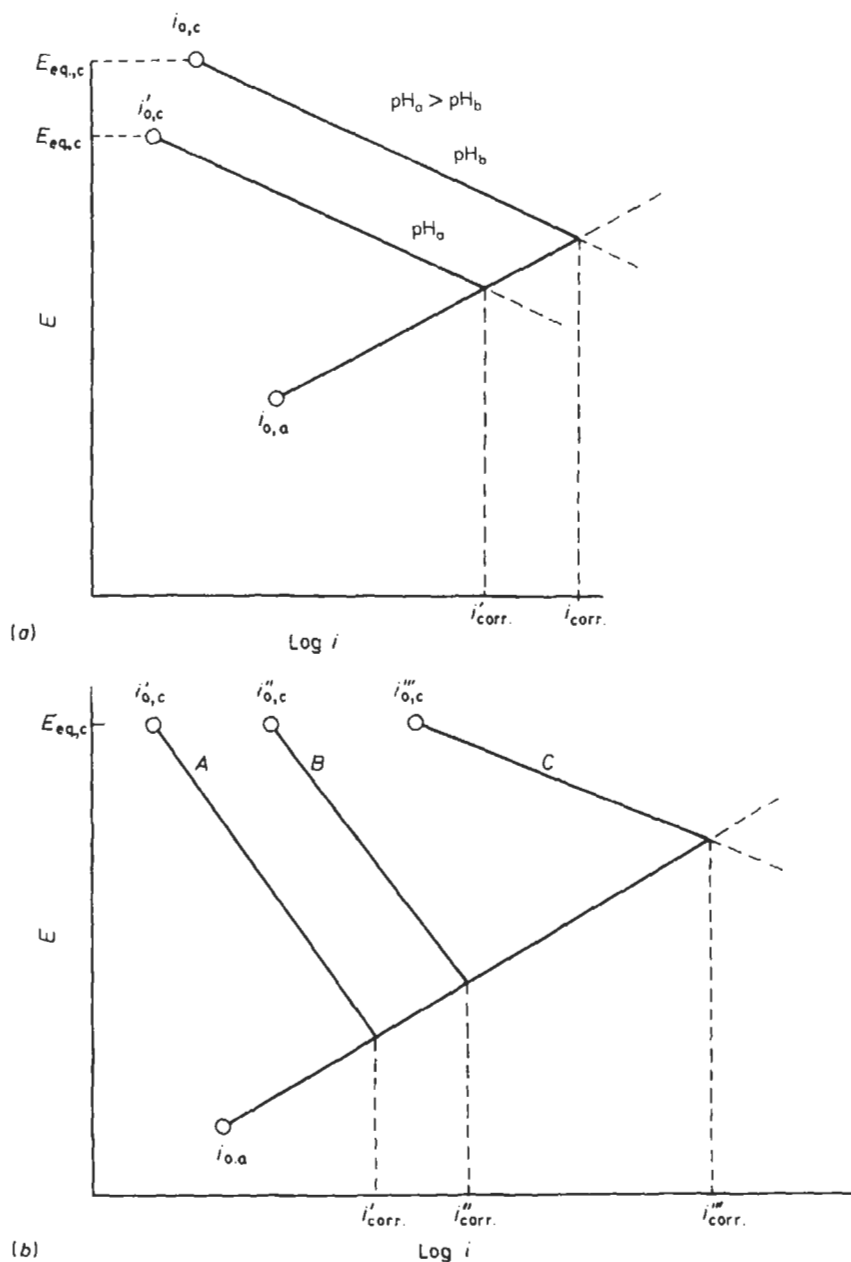 i₀,c
E_eq.,c
i′₀,c
pHₐ > pH_b
E_eq,c
pH_b
pHₐ
E
i₀,ₐ
i′corr.
i corr.
(a)
Log i
i′₀,c
i″₀,c
i‴₀,c
E_eq,c
A
B
C
E
i₀.ₐ
i′corr.
i″corr.
i‴corr.
(b)
Log i